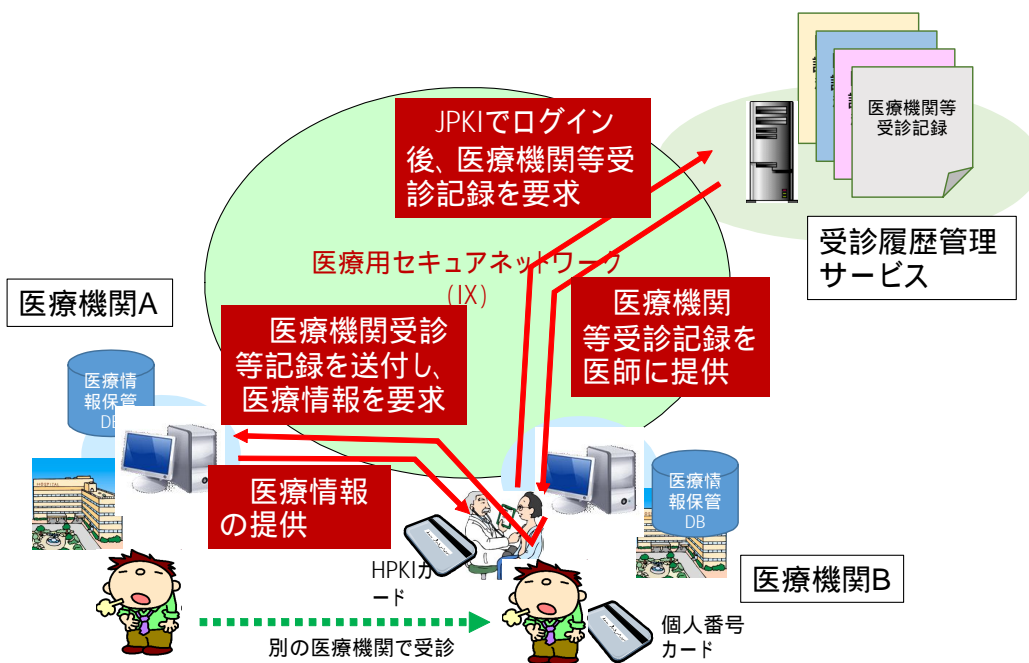 医療機関等
受診記録
JPKIでログイン
後、医療機関等受
診記録を要求
受診履歴管理
サービス
医療用セキュアネットワーク
(IX)
医療機関A
医療機関
等受診記録を
医師に提供
医療機関受診
等記録を送付し、
医療情報を要求
医療情
報保管
DB
HOSPITAL
医療情報
の提供
医療情
報保管
DB
HPKIカ
ード
医療機関B
個人番号
カード
別の医療機関で受診